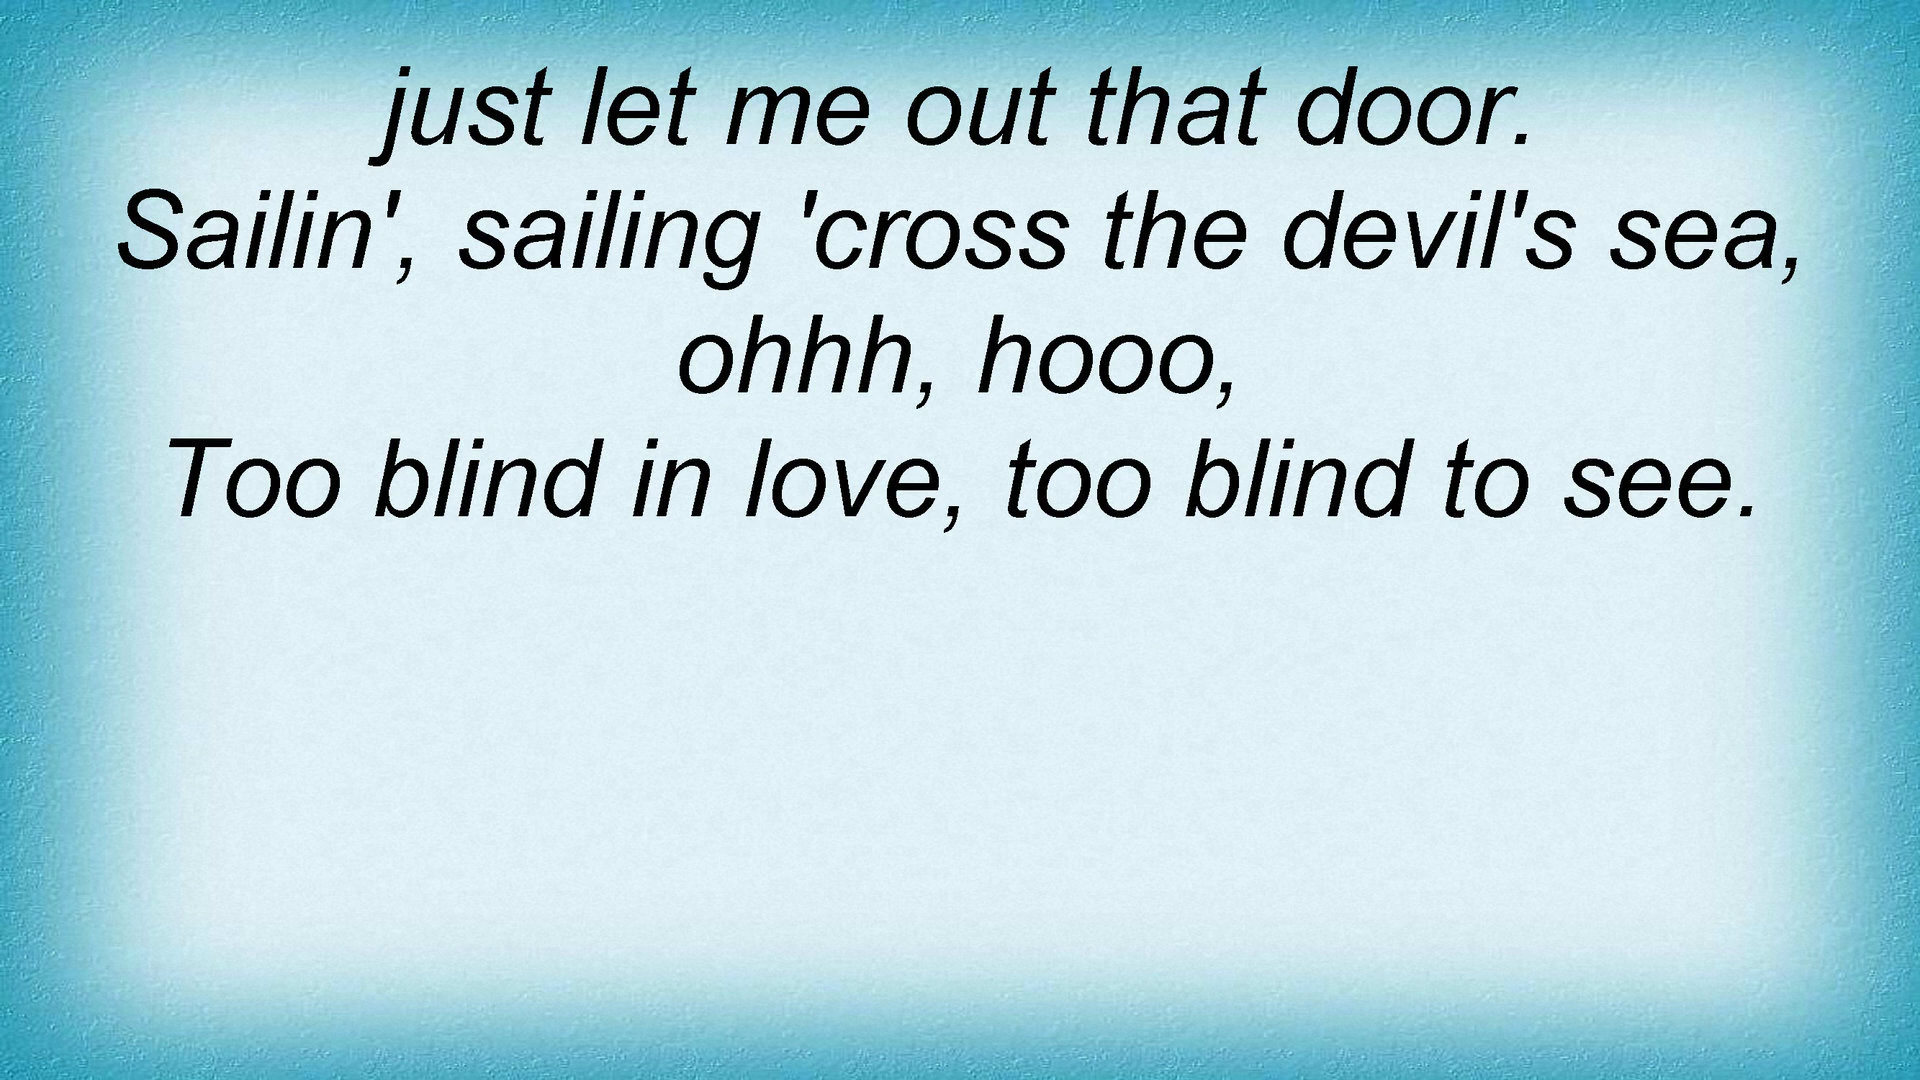 just let me out that door.
Sailin', sailing 'cross the devil's sea,
ohhh, hooo,
Too blind in love, too blind to see.